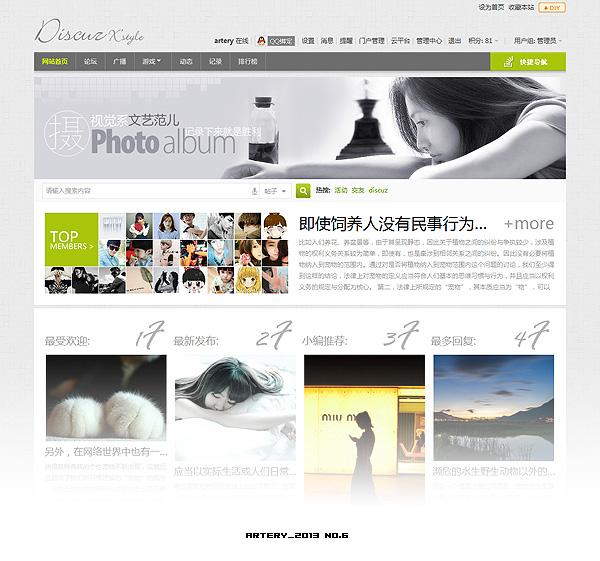 设为首页 收藏本站 DIY
Discuz X'style
artery 在线 QQ绑定 设置 消息 提醒 门户管理 云平台 管理中心 退出 积分: 81 用户组: 管理员
网站首页 论坛 广播 游戏 动态 记录 排行榜 快捷导航
摄 视觉系文艺范儿
记录下来就是胜利
Photo album
请输入搜索内容 帖子 热搜: 活动 交友 discuz
TOP
MEMBERS >
即使饲养人没有民事行为... +more
比如人们养花、养盆景等，由于其呈现静态，因此关于植物之间的纠纷与争执较少，涉及植
物的权利义务关系较为简单，即使有，也是牵涉到相邻关系之间的纠纷。因此没有必要将植
物纳入到宠物的范围内。通过对是否将植物纳入宠物范围内这个问题的讨论，我们至少得
到这样的结论，法律上对宠物的定义应当符合人们基本的思维习惯与行为，并且应当以权利
义务的规定与分配为核心。 第二，法律上所规定的“宠物”，其本质应当为“物”，可以
最受欢迎: 1F
最新发布: 2F
小编推荐: 3F
最多回复: 4F
MIU M
另外，在网络世界中也有一...
应当以实际生活或人们日常...
濒危的水生野生动物以外的...
ARTERY_2013 NO.6